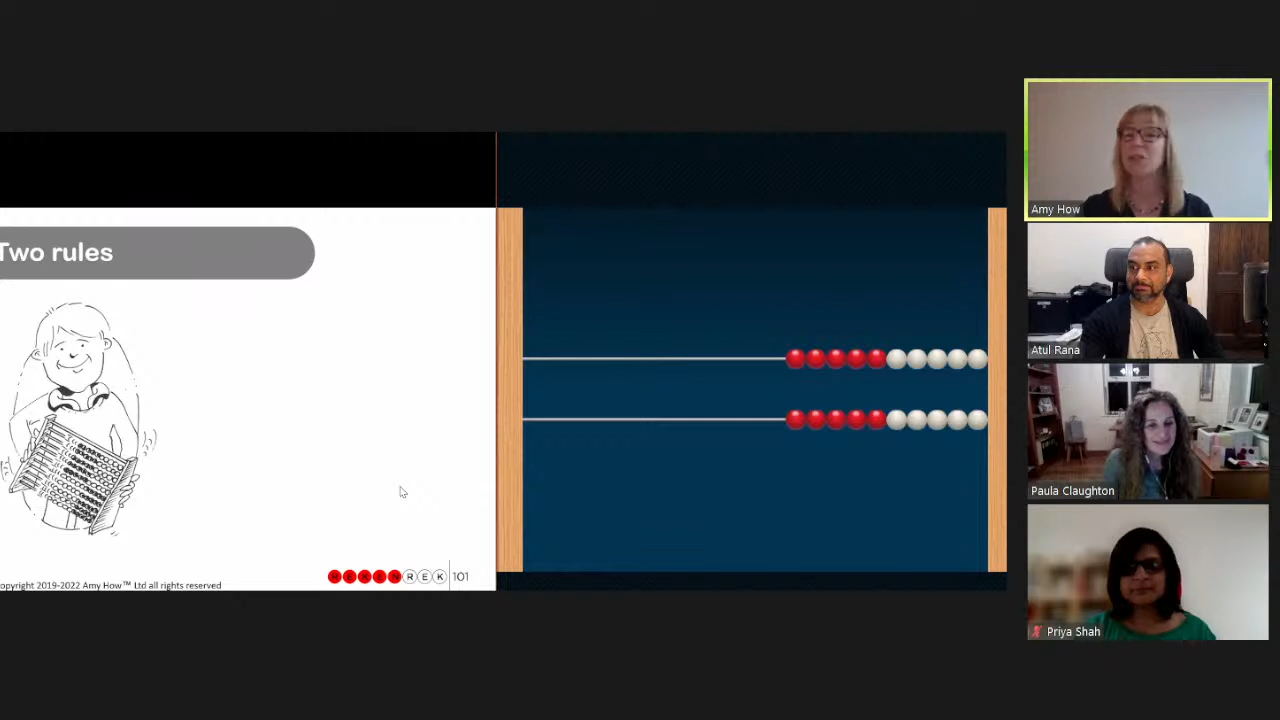 Two rules
opyright 2019-2022 Amy How™ Ltd all rights reserved
REKENREK 101
Amy How
Atul Rana
Paula Claughton
Priya Shah